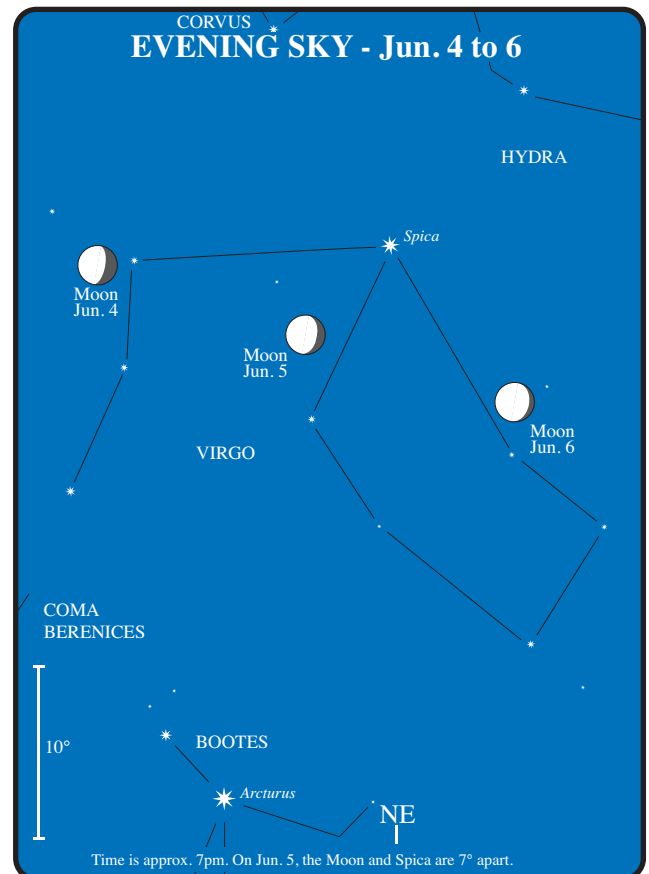 CORVUS
EVENING SKY - Jun. 4 to 6
HYDRA
Spica
Moon
Jun. 4
Moon
Jun. 5
Moon
Jun. 6
VIRGO
COMA
BERENICES
10°
BOOTES
Arcturus
NE
Time is approx. 7pm. On Jun. 5, the Moon and Spica are 7° apart.